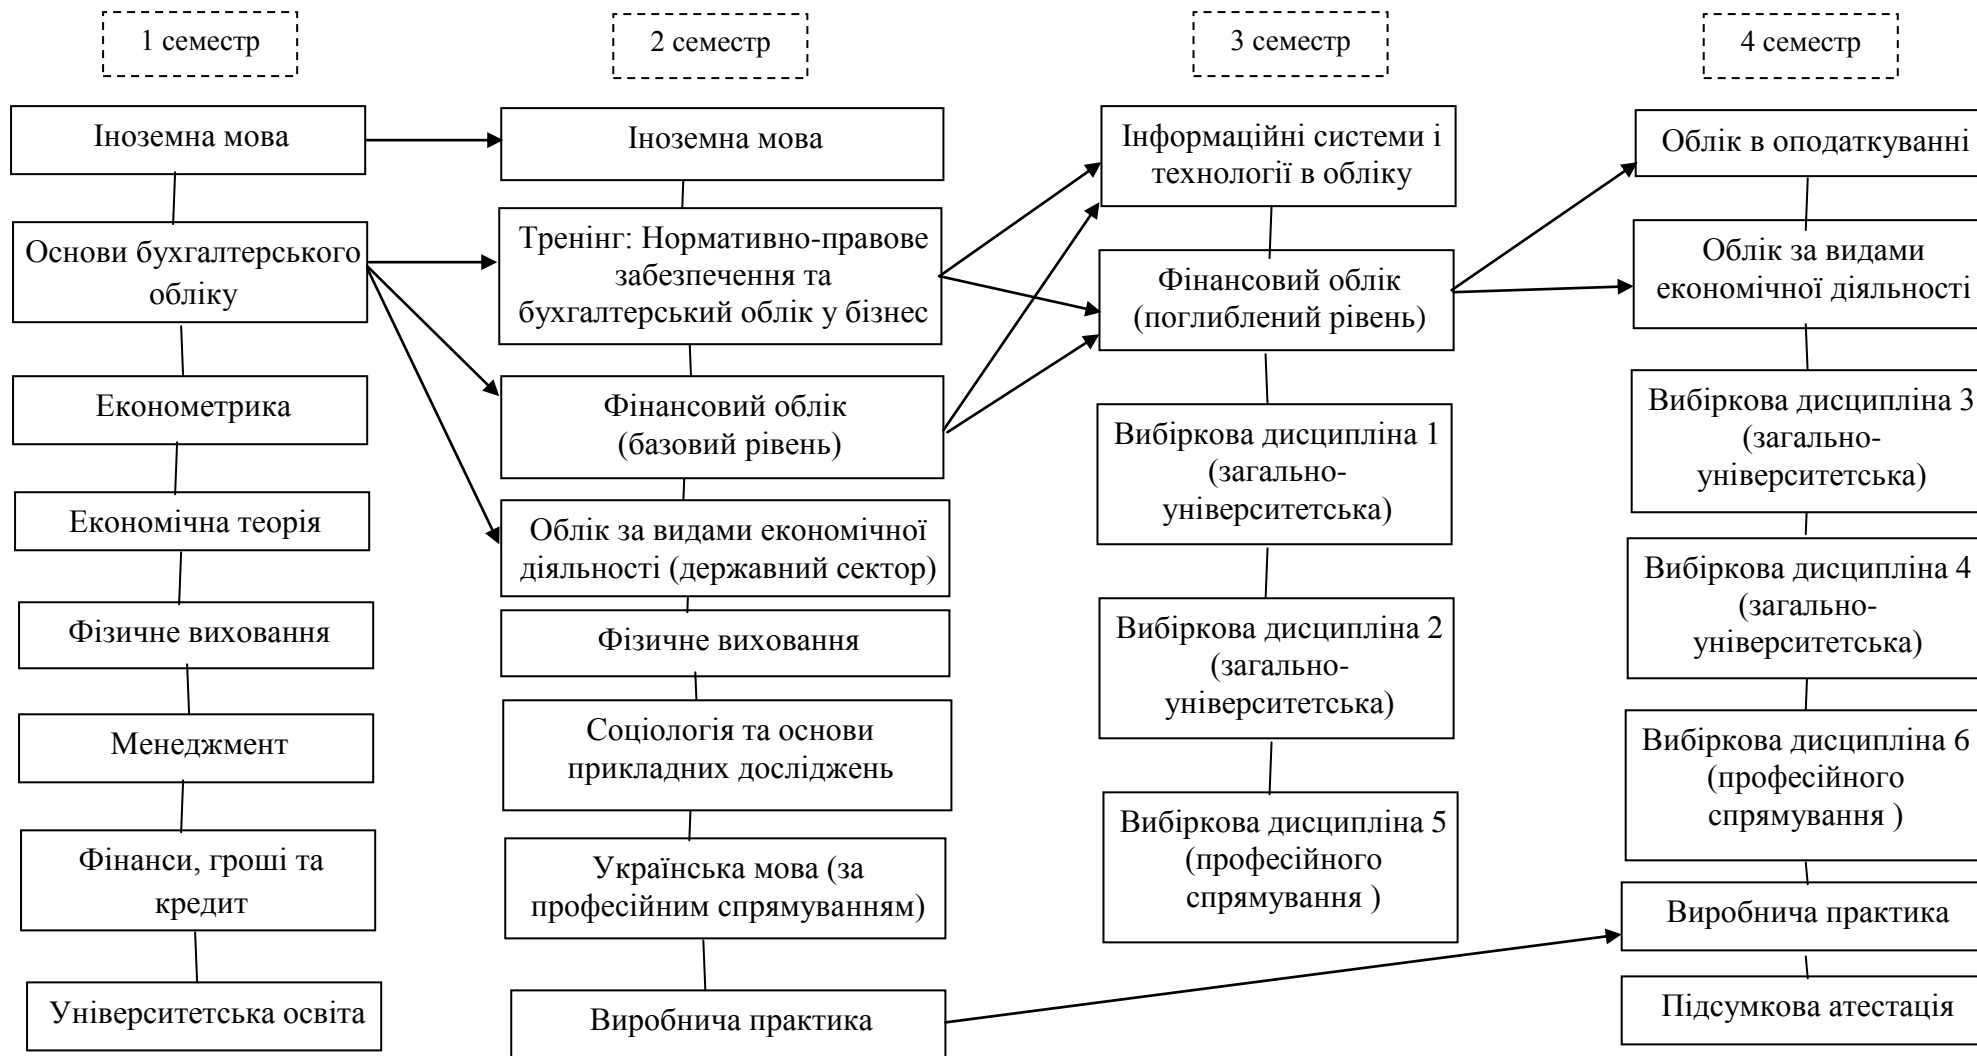 1 семестр
2 семестр
3 семестр
4 семестр
Іноземна мова
Основи бухгалтерського
обліку
Економетрика
Економічна теорія
Фізичне виховання
Менеджмент
Фінанси, гроші та
кредит
Університетська освіта
Іноземна мова
Тренінг: Нормативно-правове
забезпечення та
бухгалтерський облік у бізнес
Фінансовий облік
(базовий рівень)
Облік за видами економічної
діяльності (державний сектор)
Фізичне виховання
Соціологія та основи
прикладних досліджень
Українська мова (за
професійним спрямуванням)
Виробнича практика
Інформаційні системи і
технології в обліку
Фінансовий облік
(поглиблений рівень)
Вибіркова дисципліна 1
(загально-
університетська)
Вибіркова дисципліна 2
(загально-
університетська)
Вибіркова дисципліна 5
(професійного
спрямування )
Облік в оподаткуванні
Облік за видами
економічної діяльності
Вибіркова дисципліна 3
(загально-
університетська)
Вибіркова дисципліна 4
(загально-
університетська)
Вибіркова дисципліна 6
(професійного
спрямування )
Виробнича практика
Підсумкова атестація